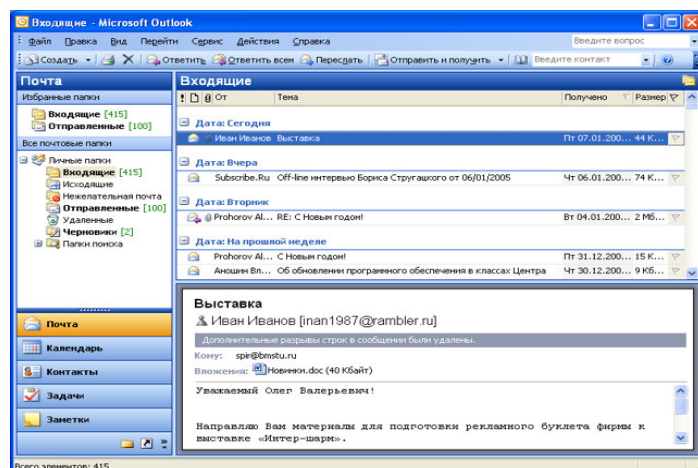 Входящие - Microsoft Outlook
Файл Правка Вид Перейти Сервис Действия Справка Введите вопрос
Создать Ответить Ответить всем Переслать Отправить и получить Введите контакт
Почта
Избранные папки
Входящие [415]
Отправленные [100]
Все почтовые папки
Личные папки
Входящие [415]
Исходящие
Нежелательная почта
Отправленные [100]
Удаленные
Черновики [2]
Папки поиска
Почта
Календарь
Контакты
Задачи
Заметки
Входящие
От Тема Получено Размер
Дата: Сегодня
Иван Иванов Выставка Пт 07.01.200... 44 К...
Дата: Вчера
Subscribe.Ru Off-line интервью Бориса Стругацкого от 06/01/2005 Чт 06.01.200... 74 К...
Дата: Вторник
Prohorov Al... RE: С Новым годом! Вт 04.01.200... 2 Мб...
Дата: На прошлой неделе
Prohorov Al... С Новым годом! Пт 31.12.200... 15 К...
Аношин Вл... Об обновлении программного обеспечения в классах Центра Чт 30.12.200... 9 Кб...
Выставка
Иван Иванов [inan1987@rambler.ru]
Дополнительные разрывы строк в сообщении были удалены.
Кому: spir@bmstu.ru
Вложения: Новинки.doc (40 Кбайт)
Уважаемый Олег Валерьевич!
Направляю Вам материалы для подготовки рекламного буклета фирмы к
выставке «Интер-шарм».
Всего элементов: 415